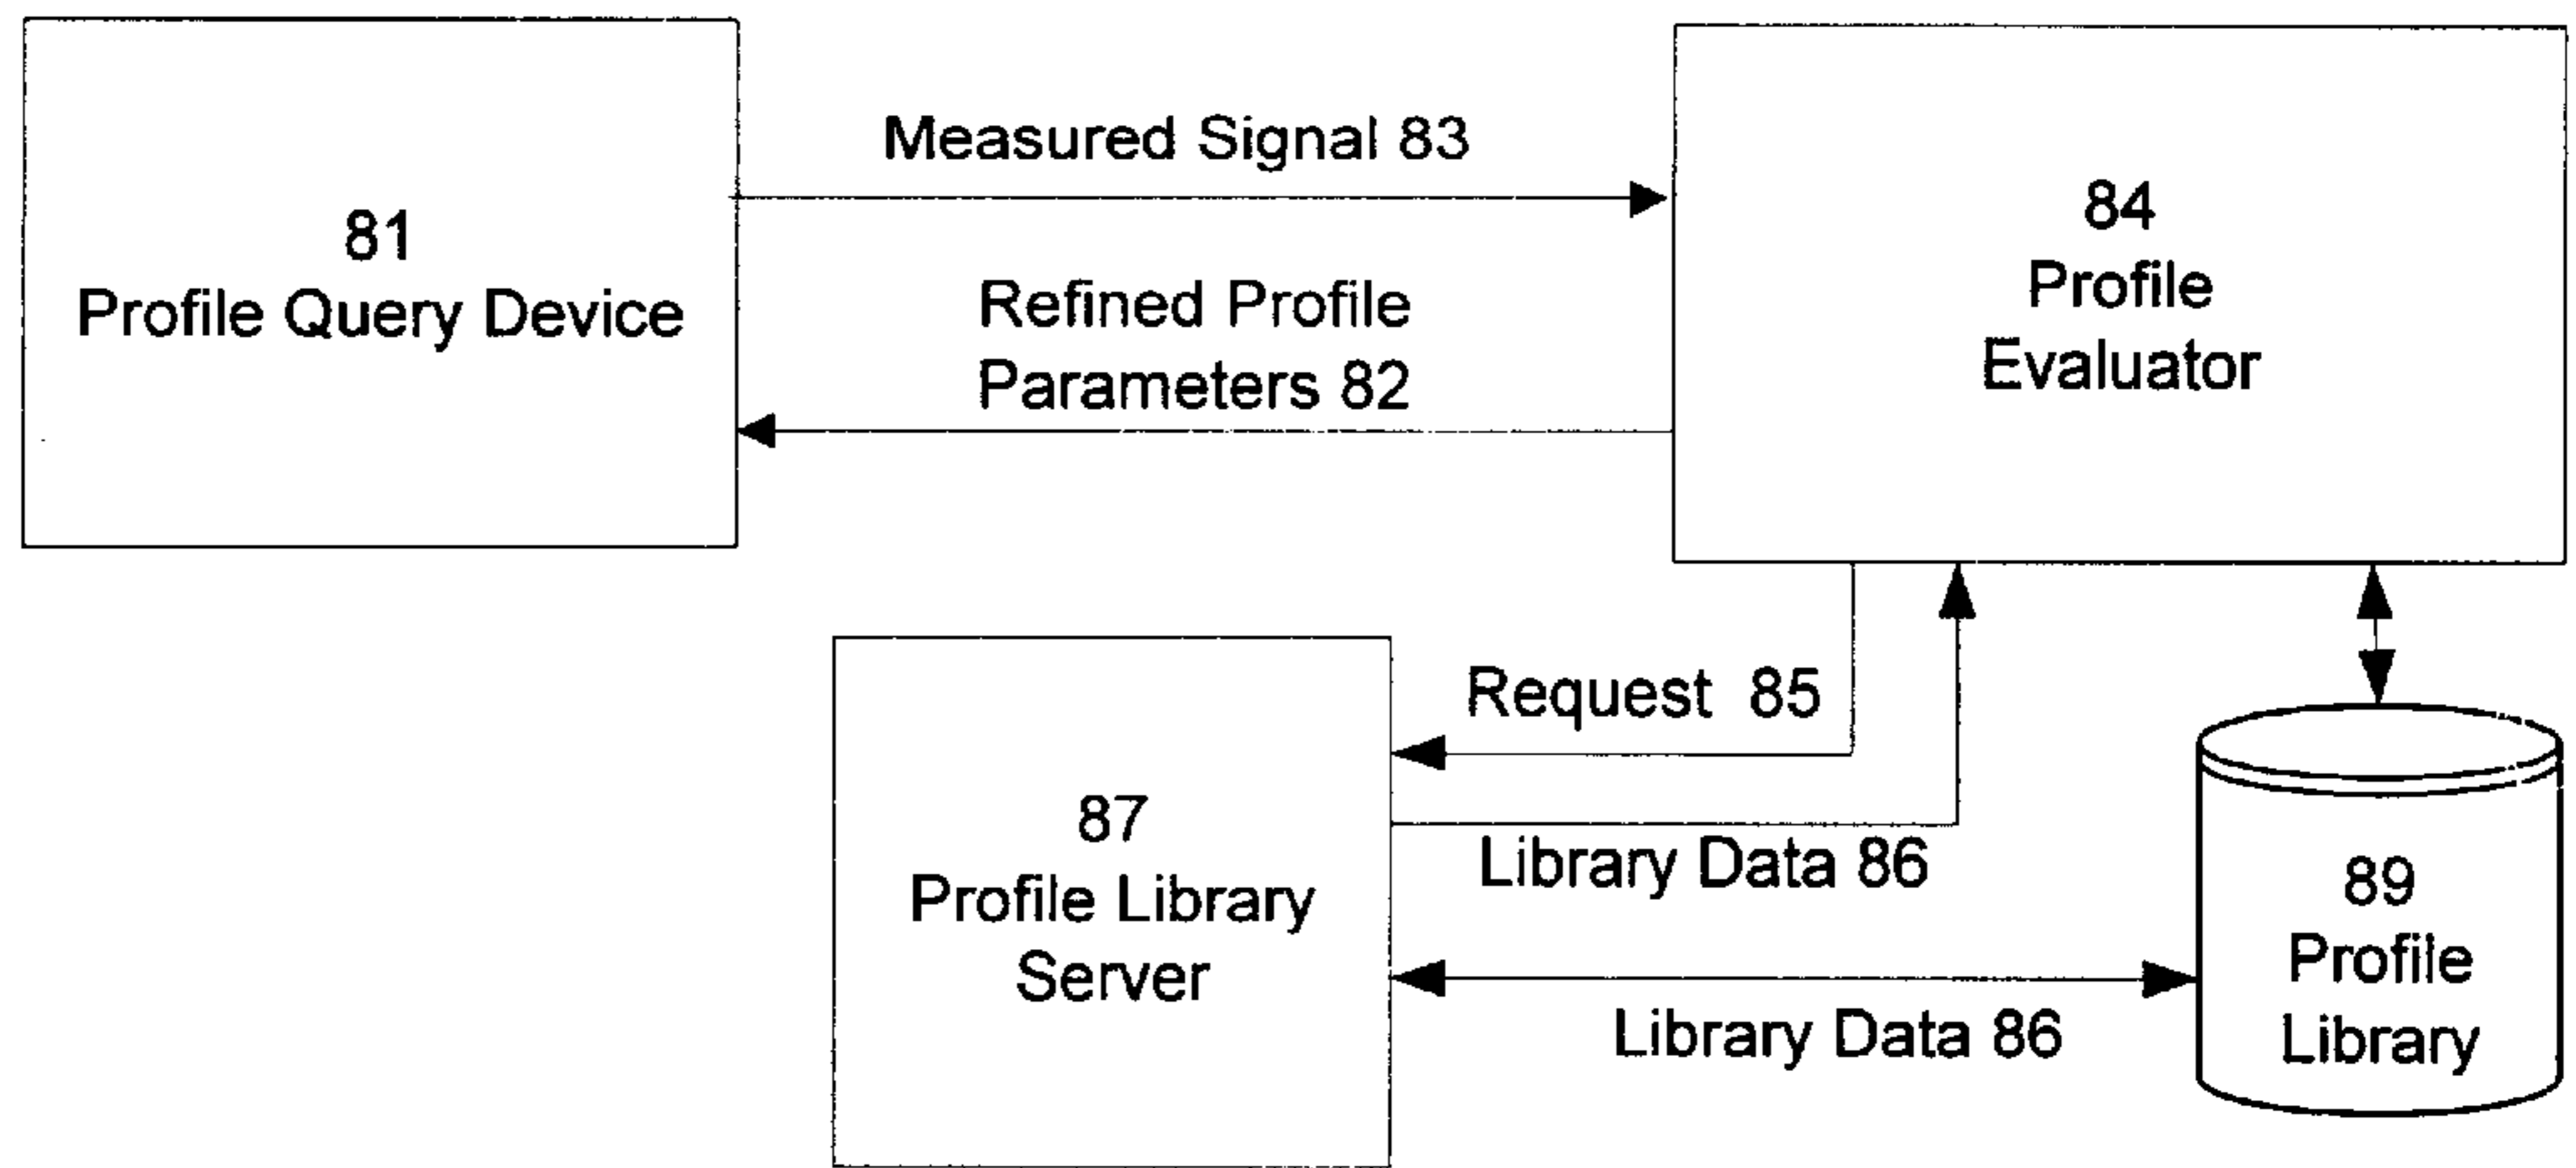 81
Profile Query Device
Measured Signal 83
Refined Profile
Parameters 82
84
Profile
Evaluator
Request 85
Library Data 86
87
Profile Library
Server
Library Data 86
89
Profile
Library